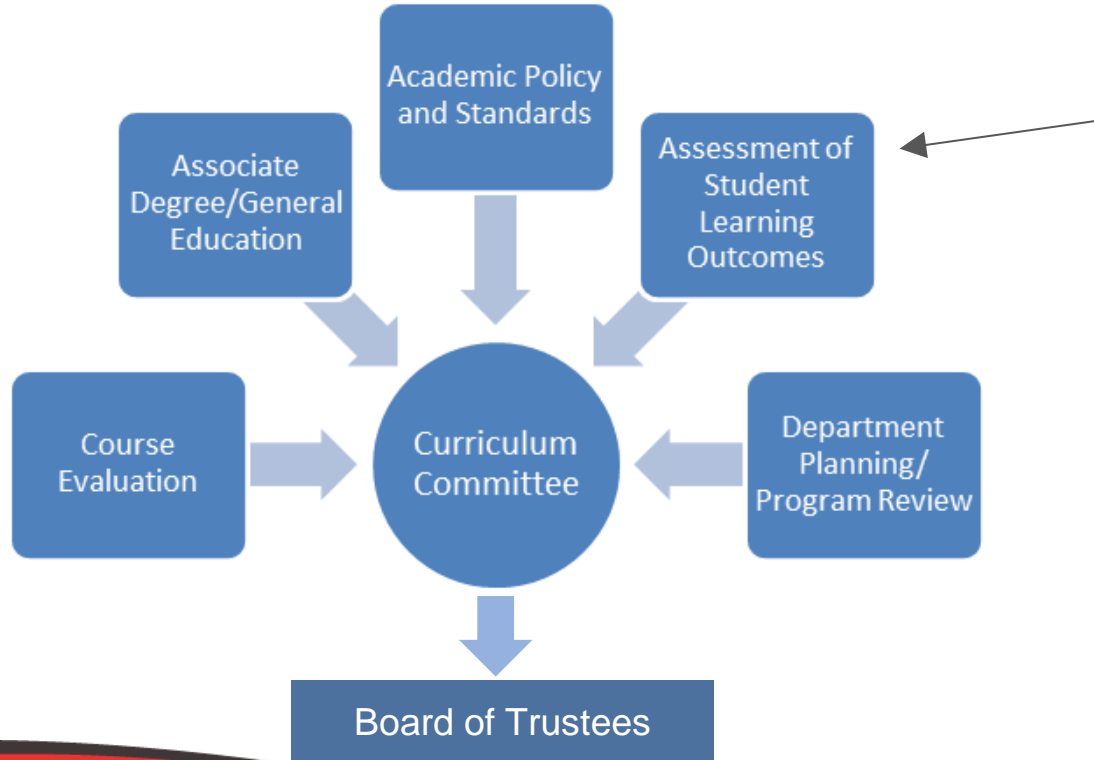 Academic Policy
and Standards
Associate
Degree/General
Education
Assessment of
Student
Learning
Outcomes
Course
Evaluation
Curriculum
Committee
Department
Planning/
Program Review
Board of Trustees